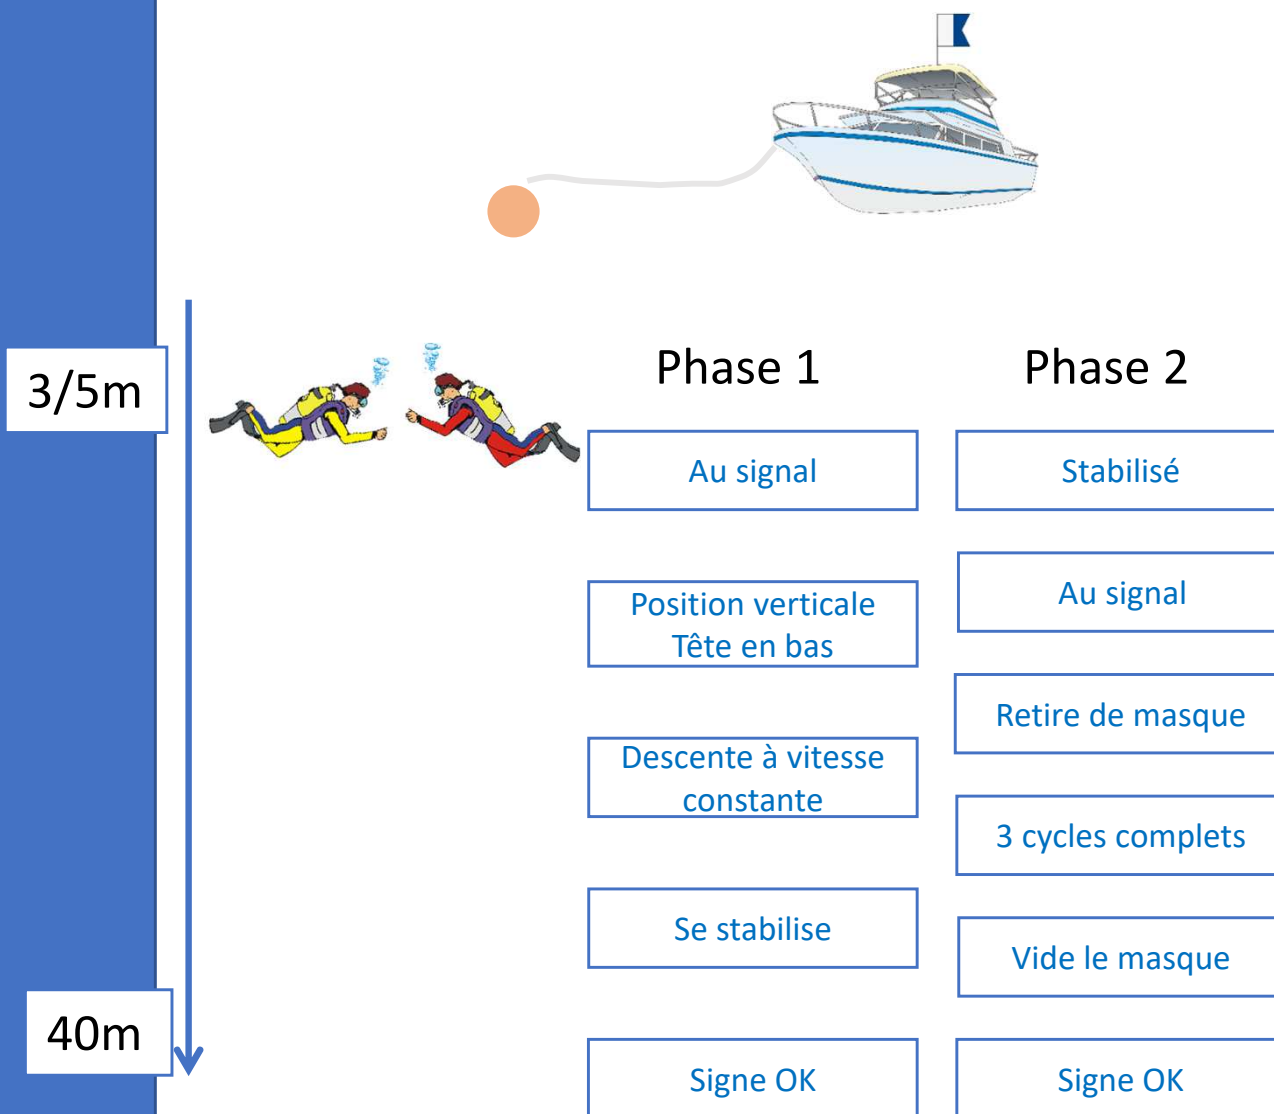 3/5m
40m
Phase 1
Au signal
Position verticale
Tête en bas
Descente à vitesse
constante
Se stabilise
Signe OK
Phase 2
Stabilisé
Au signal
Retire de masque
3 cycles complets
Vide le masque
Signe OK